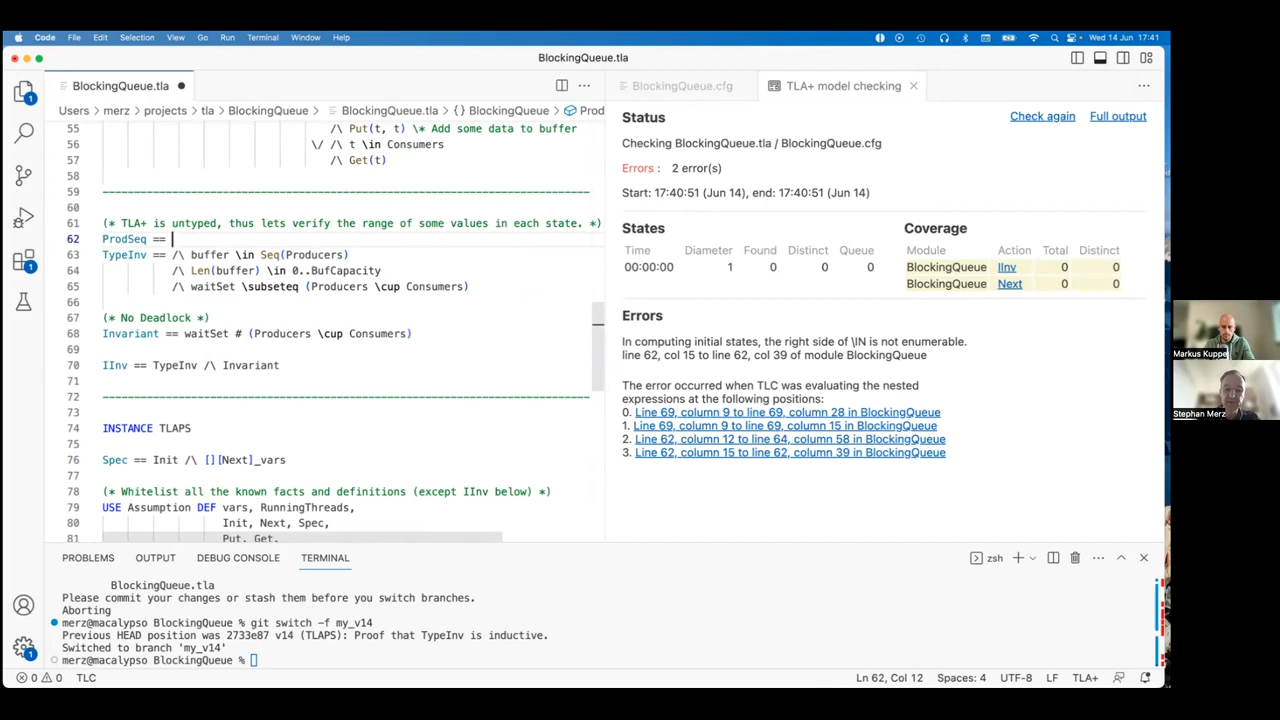 Code File Edit Selection View Go Run Terminal Window Help Wed 14 Jun 17:41
BlockingQueue.tla
BlockingQueue.tla
Users > merz > projects > tla > BlockingQueue > BlockingQueue.tla > {} BlockingQueue > Prod
55 /\ Put(t, t) \* Add some data to buffer
56 \/ /\ t \in Consumers
57 /\ Get(t)
58
59 --------------------------------------------------------------------------------
60
61 (* TLA+ is untyped, thus lets verify the range of some values in each state. *)
62 ProdSeq ==
63 TypeInv == /\ buffer \in Seq(Producers)
64 /\ Len(buffer) \in 0..BufCapacity
65 /\ waitSet \subseteq (Producers \cup Consumers)
66
67 (* No Deadlock *)
68 Invariant == waitSet # (Producers \cup Consumers)
69
70 IInv == TypeInv /\ Invariant
71
72 --------------------------------------------------------------------------------
73
74 INSTANCE TLAPS
75
76 Spec == Init /\ [][Next]_vars
77
78 (* Whitelist all the known facts and definitions (except IInv below) *)
79 USE Assumption DEF vars, RunningThreads,
80 Init, Next, Spec,
81 Put, Get,
BlockingQueue.cfg
TLA+ model checking
Status
Check again Full output
Checking BlockingQueue.tla / BlockingQueue.cfg
Errors : 2 error(s)
Start: 17:40:51 (Jun 14), end: 17:40:51 (Jun 14)
States
Time Diameter Found Distinct Queue
00:00:00 1 0 0 0
Coverage
Module Action Total Distinct
BlockingQueue IInv 0 0
BlockingQueue Next 0 0
Errors
In computing initial states, the right side of \IN is not enumerable.
line 62, col 15 to line 62, col 39 of module BlockingQueue
The error occurred when TLC was evaluating the nested
expressions at the following positions:
0. Line 69, column 9 to line 69, column 28 in BlockingQueue
1. Line 69, column 9 to line 69, column 15 in BlockingQueue
2. Line 62, column 12 to line 64, column 58 in BlockingQueue
3. Line 62, column 15 to line 62, column 39 in BlockingQueue
PROBLEMS OUTPUT DEBUG CONSOLE TERMINAL
zsh
BlockingQueue.tla
Please commit your changes or stash them before you switch branches.
Aborting
merz@macalypso BlockingQueue % git switch -f my_v14
Previous HEAD position was 2733e87 v14 (TLAPS): Proof that TypeInv is inductive.
Switched to branch 'my_v14'
merz@macalypso BlockingQueue %
0 0 TLC
Ln 62, Col 12 Spaces: 4 UTF-8 LF TLA+
1
1
1
Markus Kuppe
Stephan Merz